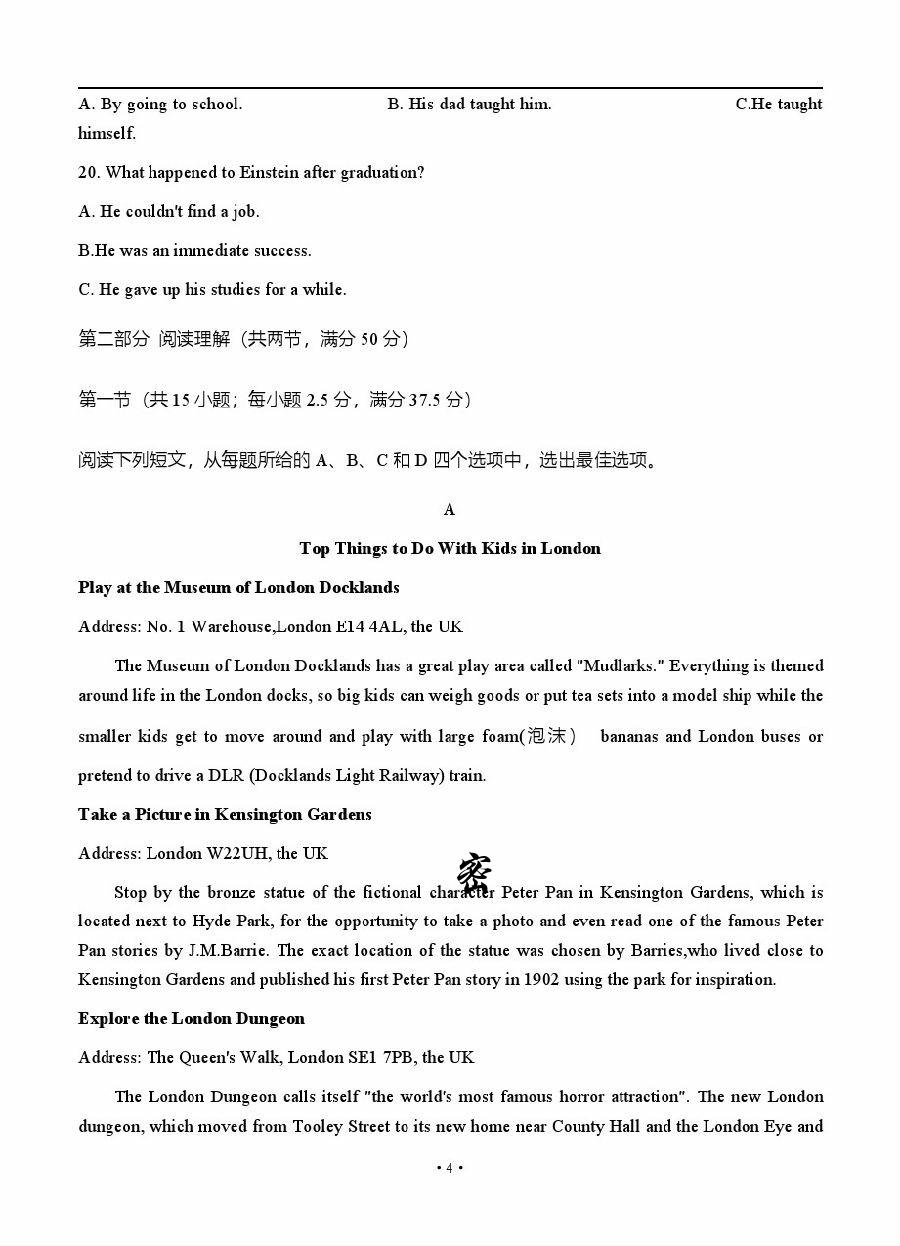 A. By going to school. B. His dad taught him. C.He taught
himself.
20. What happened to Einstein after graduation?
A. He couldn't find a job.
B.He was an immediate success.
C. He gave up his studies for a while.
第二部分 阅读理解（共两节，满分 50 分）
第一节（共 15 小题；每小题 2.5 分，满分 37.5 分）
阅读下列短文，从每题所给的 A、B、C 和 D 四个选项中，选出最佳选项。
A
Top Things to Do With Kids in London
Play at the Museum of London Docklands
Address: No. 1 Warehouse,London E14 4AL, the UK
The Museum of London Docklands has a great play area called "Mudlarks." Everything is themed
around life in the London docks, so big kids can weigh goods or put tea sets into a model ship while the
smaller kids get to move around and play with large foam(泡沫） bananas and London buses or
pretend to drive a DLR (Docklands Light Railway) train.
Take a Picture in Kensington Gardens
Address: London W22UH, the UK
密
Stop by the bronze statue of the fictional character Peter Pan in Kensington Gardens, which is
located next to Hyde Park, for the opportunity to take a photo and even read one of the famous Peter
Pan stories by J.M.Barrie. The exact location of the statue was chosen by Barries,who lived close to
Kensington Gardens and published his first Peter Pan story in 1902 using the park for inspiration.
Explore the London Dungeon
Address: The Queen's Walk, London SE1 7PB, the UK
The London Dungeon calls itself "the world's most famous horror attraction". The new London
dungeon, which moved from Tooley Street to its new home near County Hall and the London Eye and
• 4 •